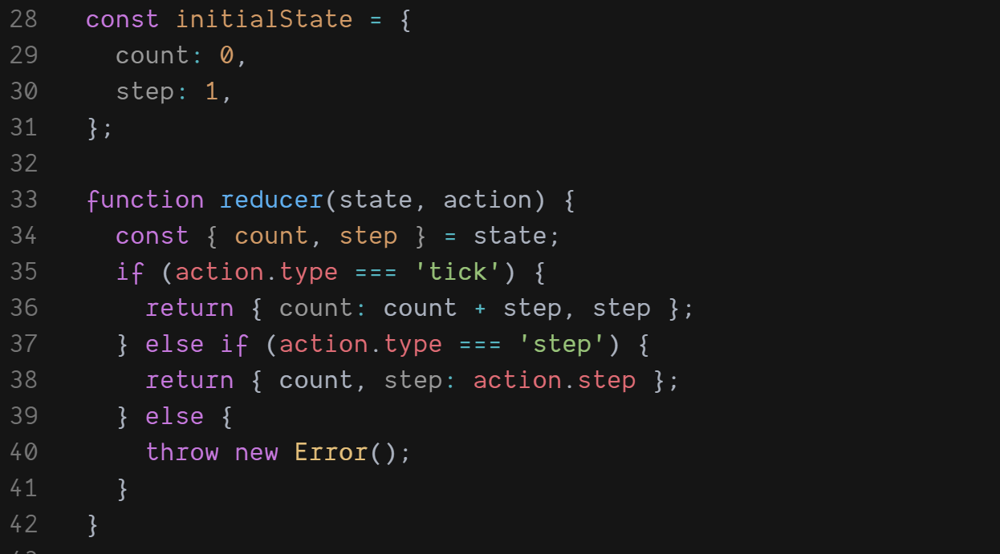 28 const initialState = {
29 count: 0,
30 step: 1,
31 };
32
33 function reducer(state, action) {
34 const { count, step } = state;
35 if (action.type === 'tick') {
36 return { count: count + step, step };
37 } else if (action.type === 'step') {
38 return { count, step: action.step };
39 } else {
40 throw new Error();
41 }
42 }